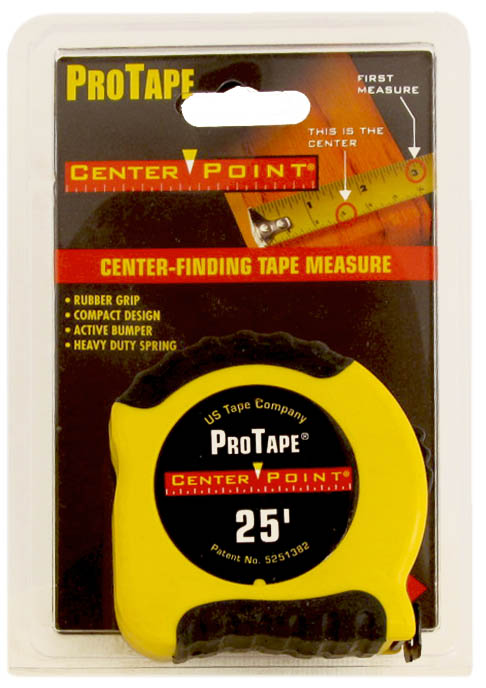 PROTAPE
FIRST
MEASURE
THIS IS THE
CENTER
CENTER POINT®
CENTER-FINDING TAPE MEASURE
• RUBBER GRIP
• COMPACT DESIGN
• ACTIVE BUMPER
• HEAVY DUTY SPRING
US Tape Company
PROTAPE®
CENTER POINT®
25'
Patent No. 5251382